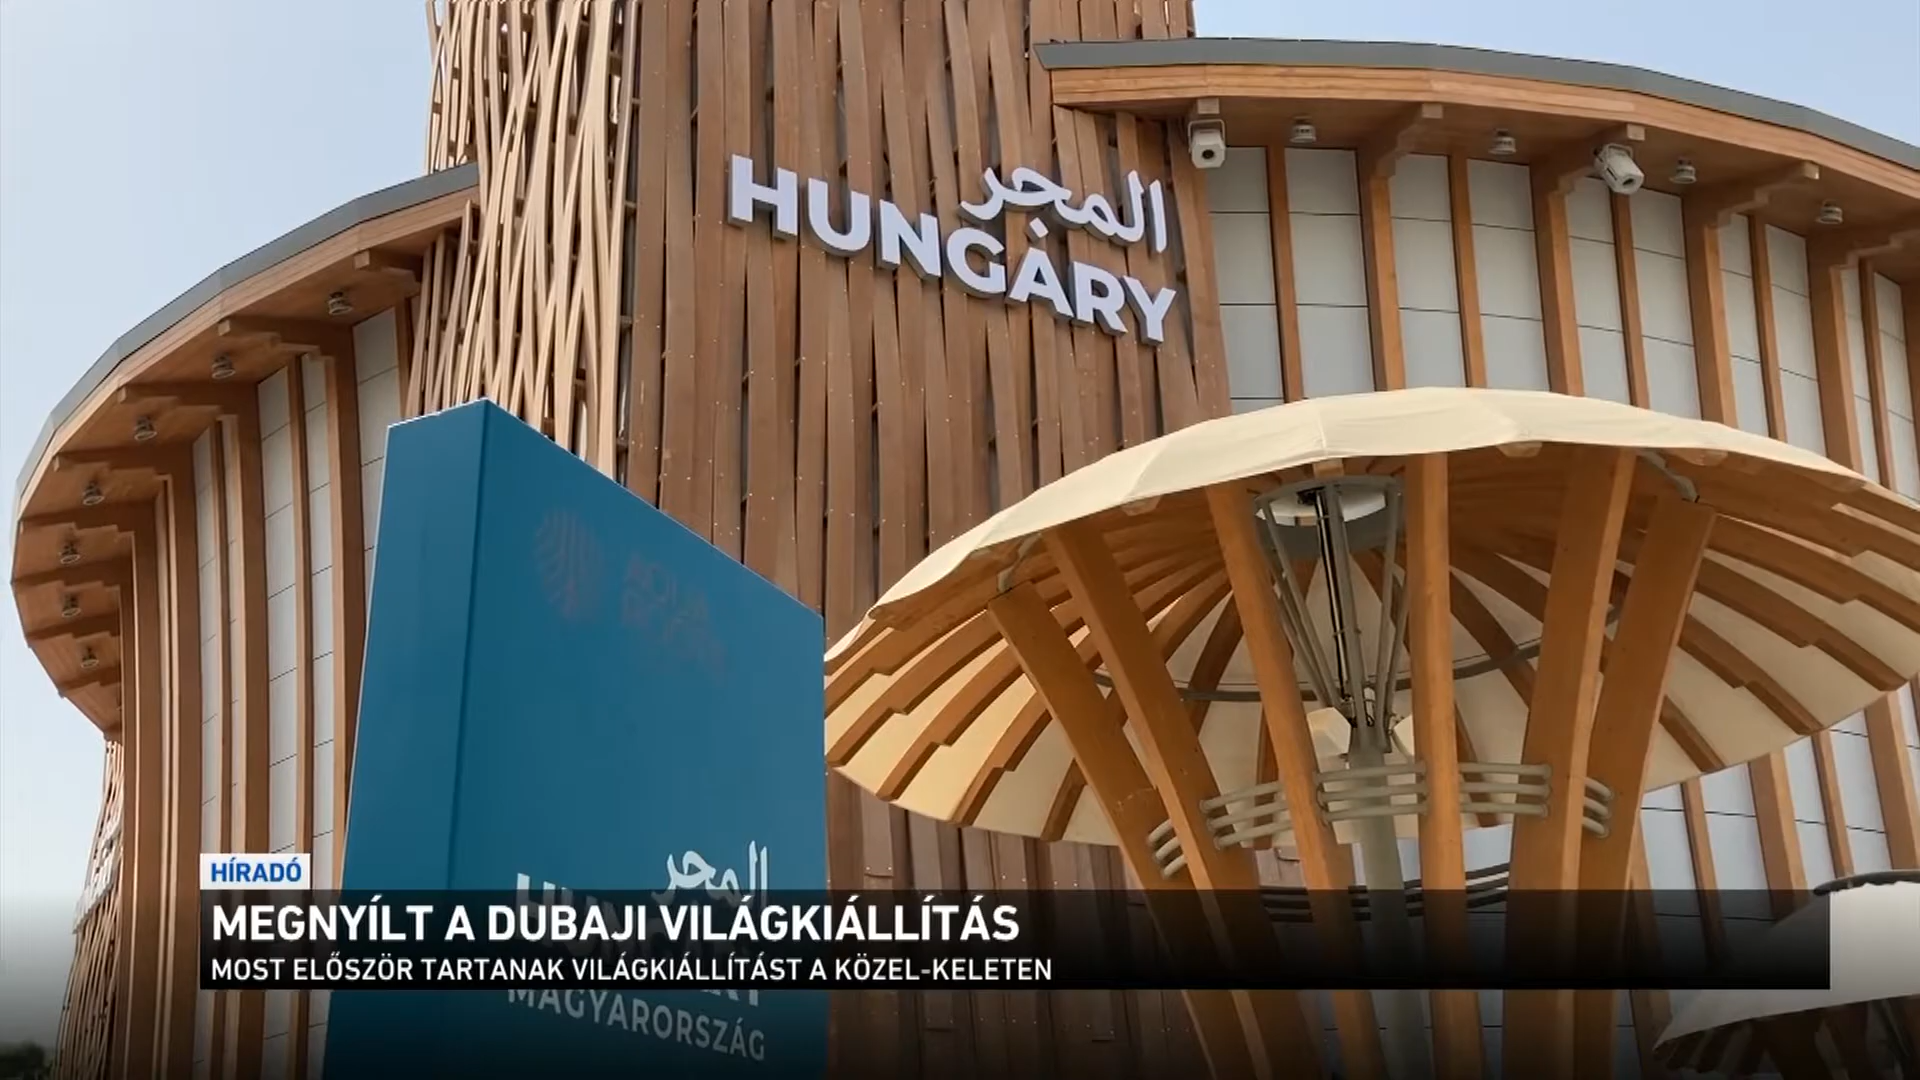 المجر
HUNGARY
HÍRADÓ
MEGNYÍLT A DUBAJI VILÁGKIÁLLÍTÁS
MOST ELŐSZÖR TARTANAK VILÁGKIÁLLÍTÁST A KÖZEL-KELETEN
المجر
MAGYARORSZÁG